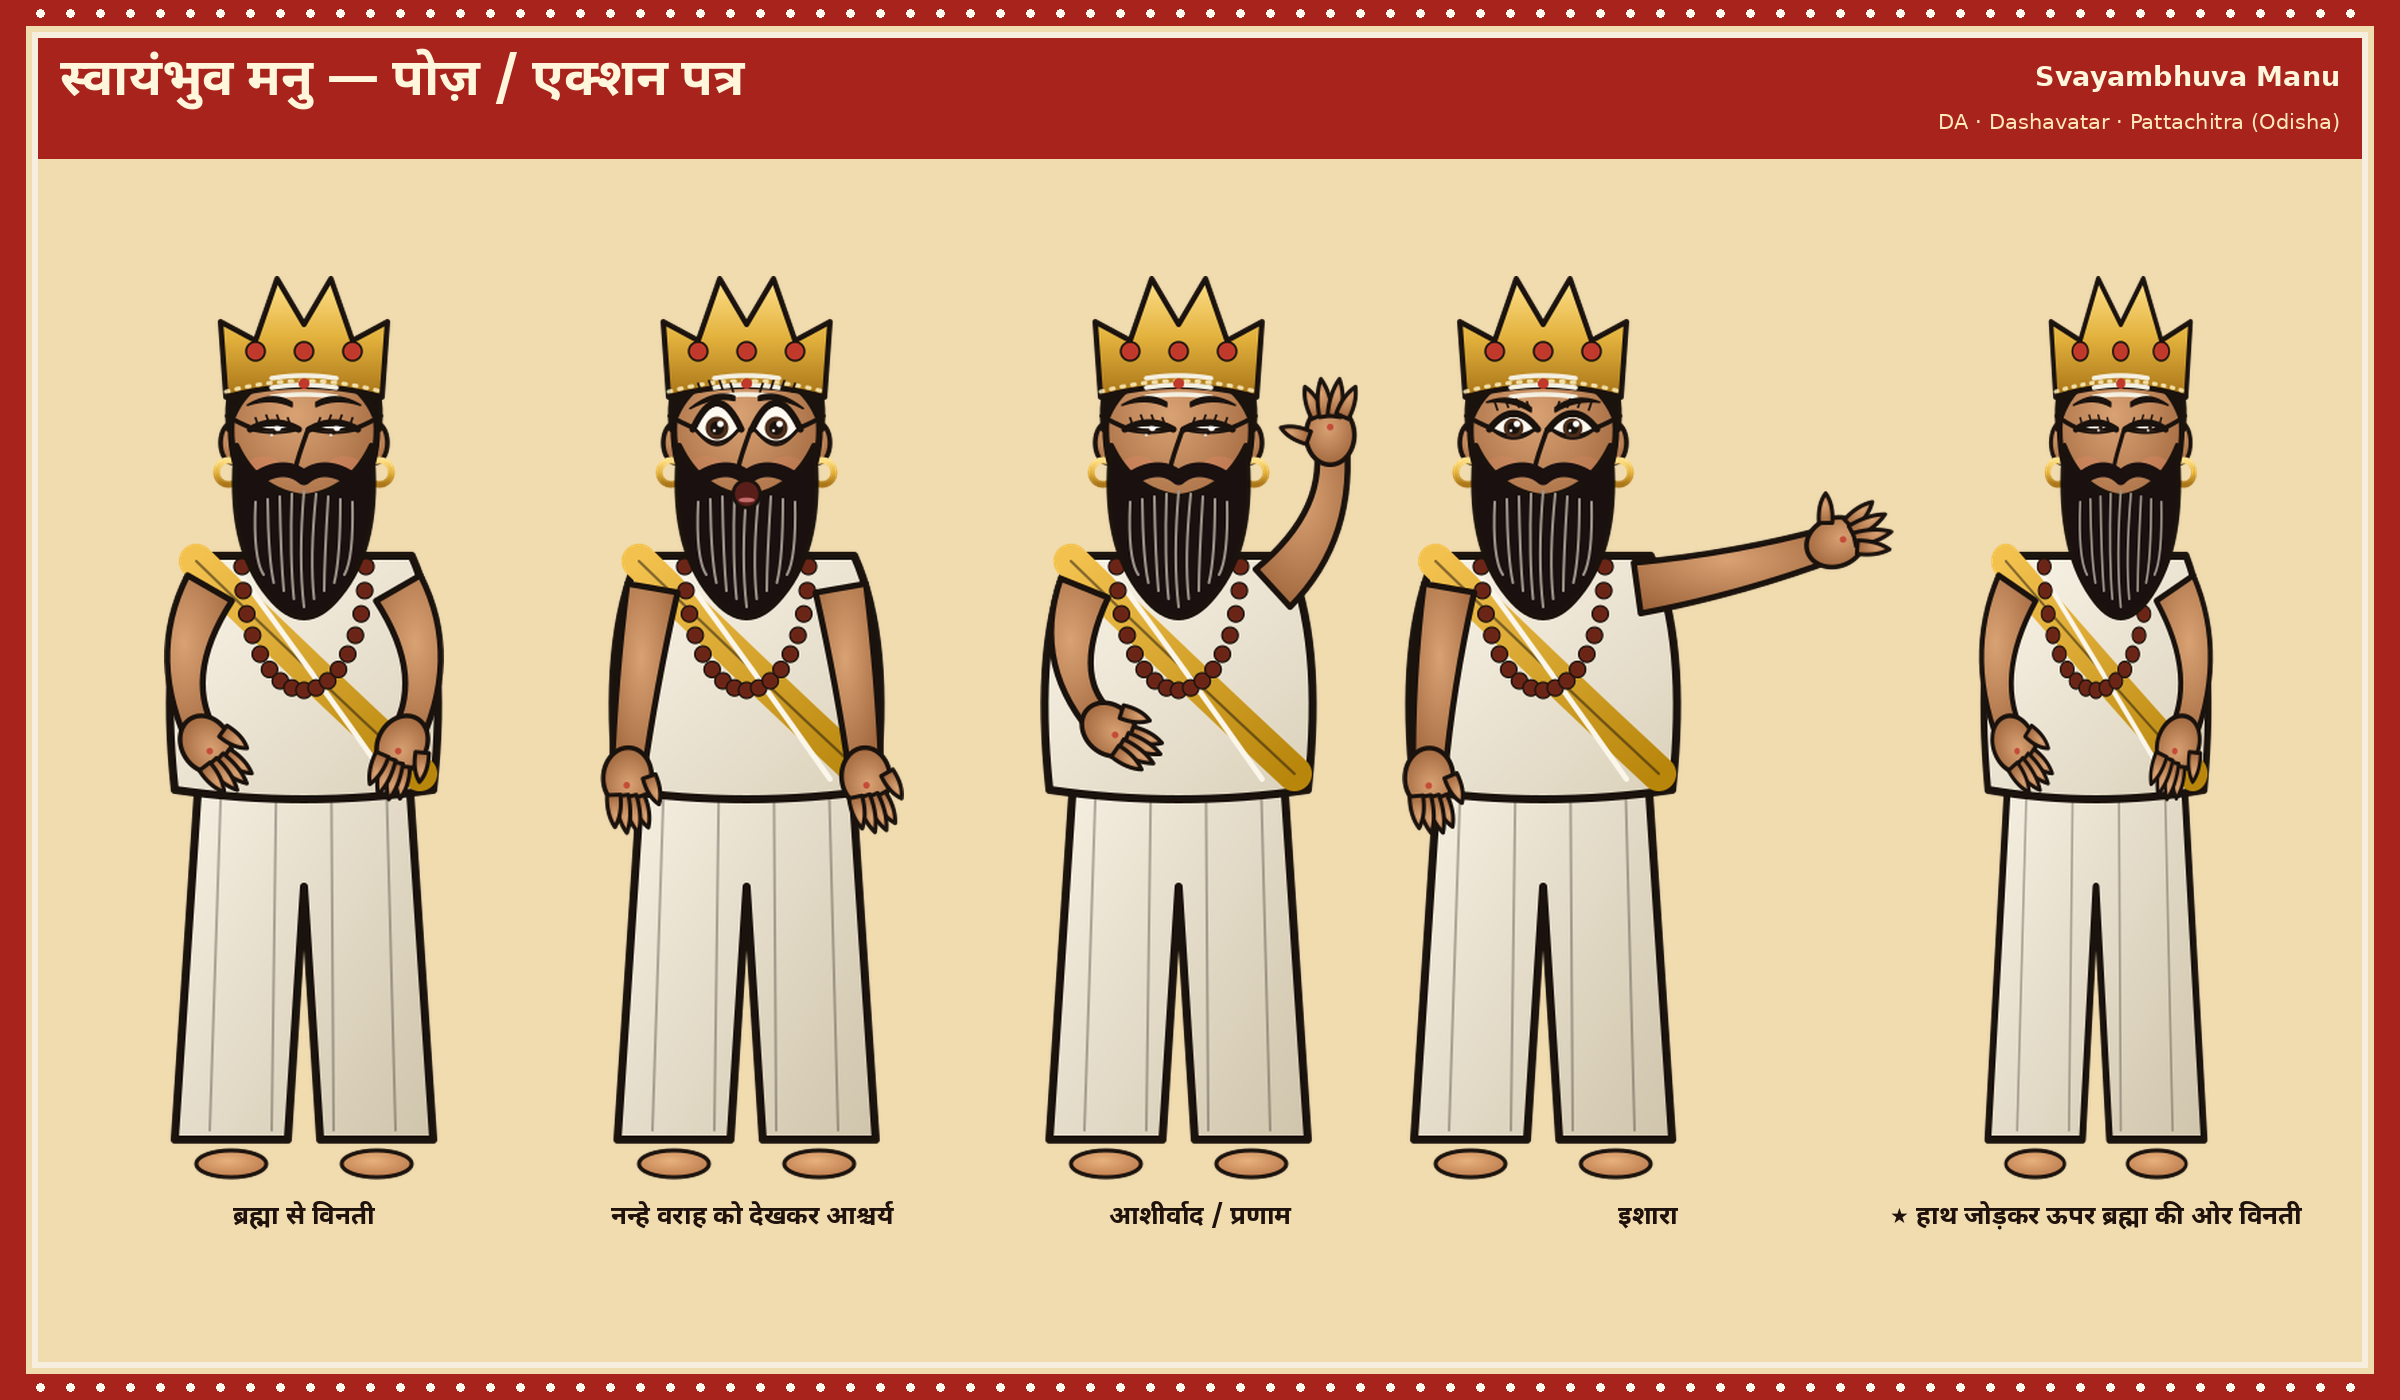 स्वायंभुव मनु — पोज़ / एक्शन पत्र
Svayambhuva Manu
DA · Dashavatar · Pattachitra (Odisha)
ब्रह्मा से विनती
नन्हे वराह को देखकर आश्चर्य
आशीर्वाद / प्रणाम
इशारा
★ हाथ जोड़कर ऊपर ब्रह्मा की ओर विनती